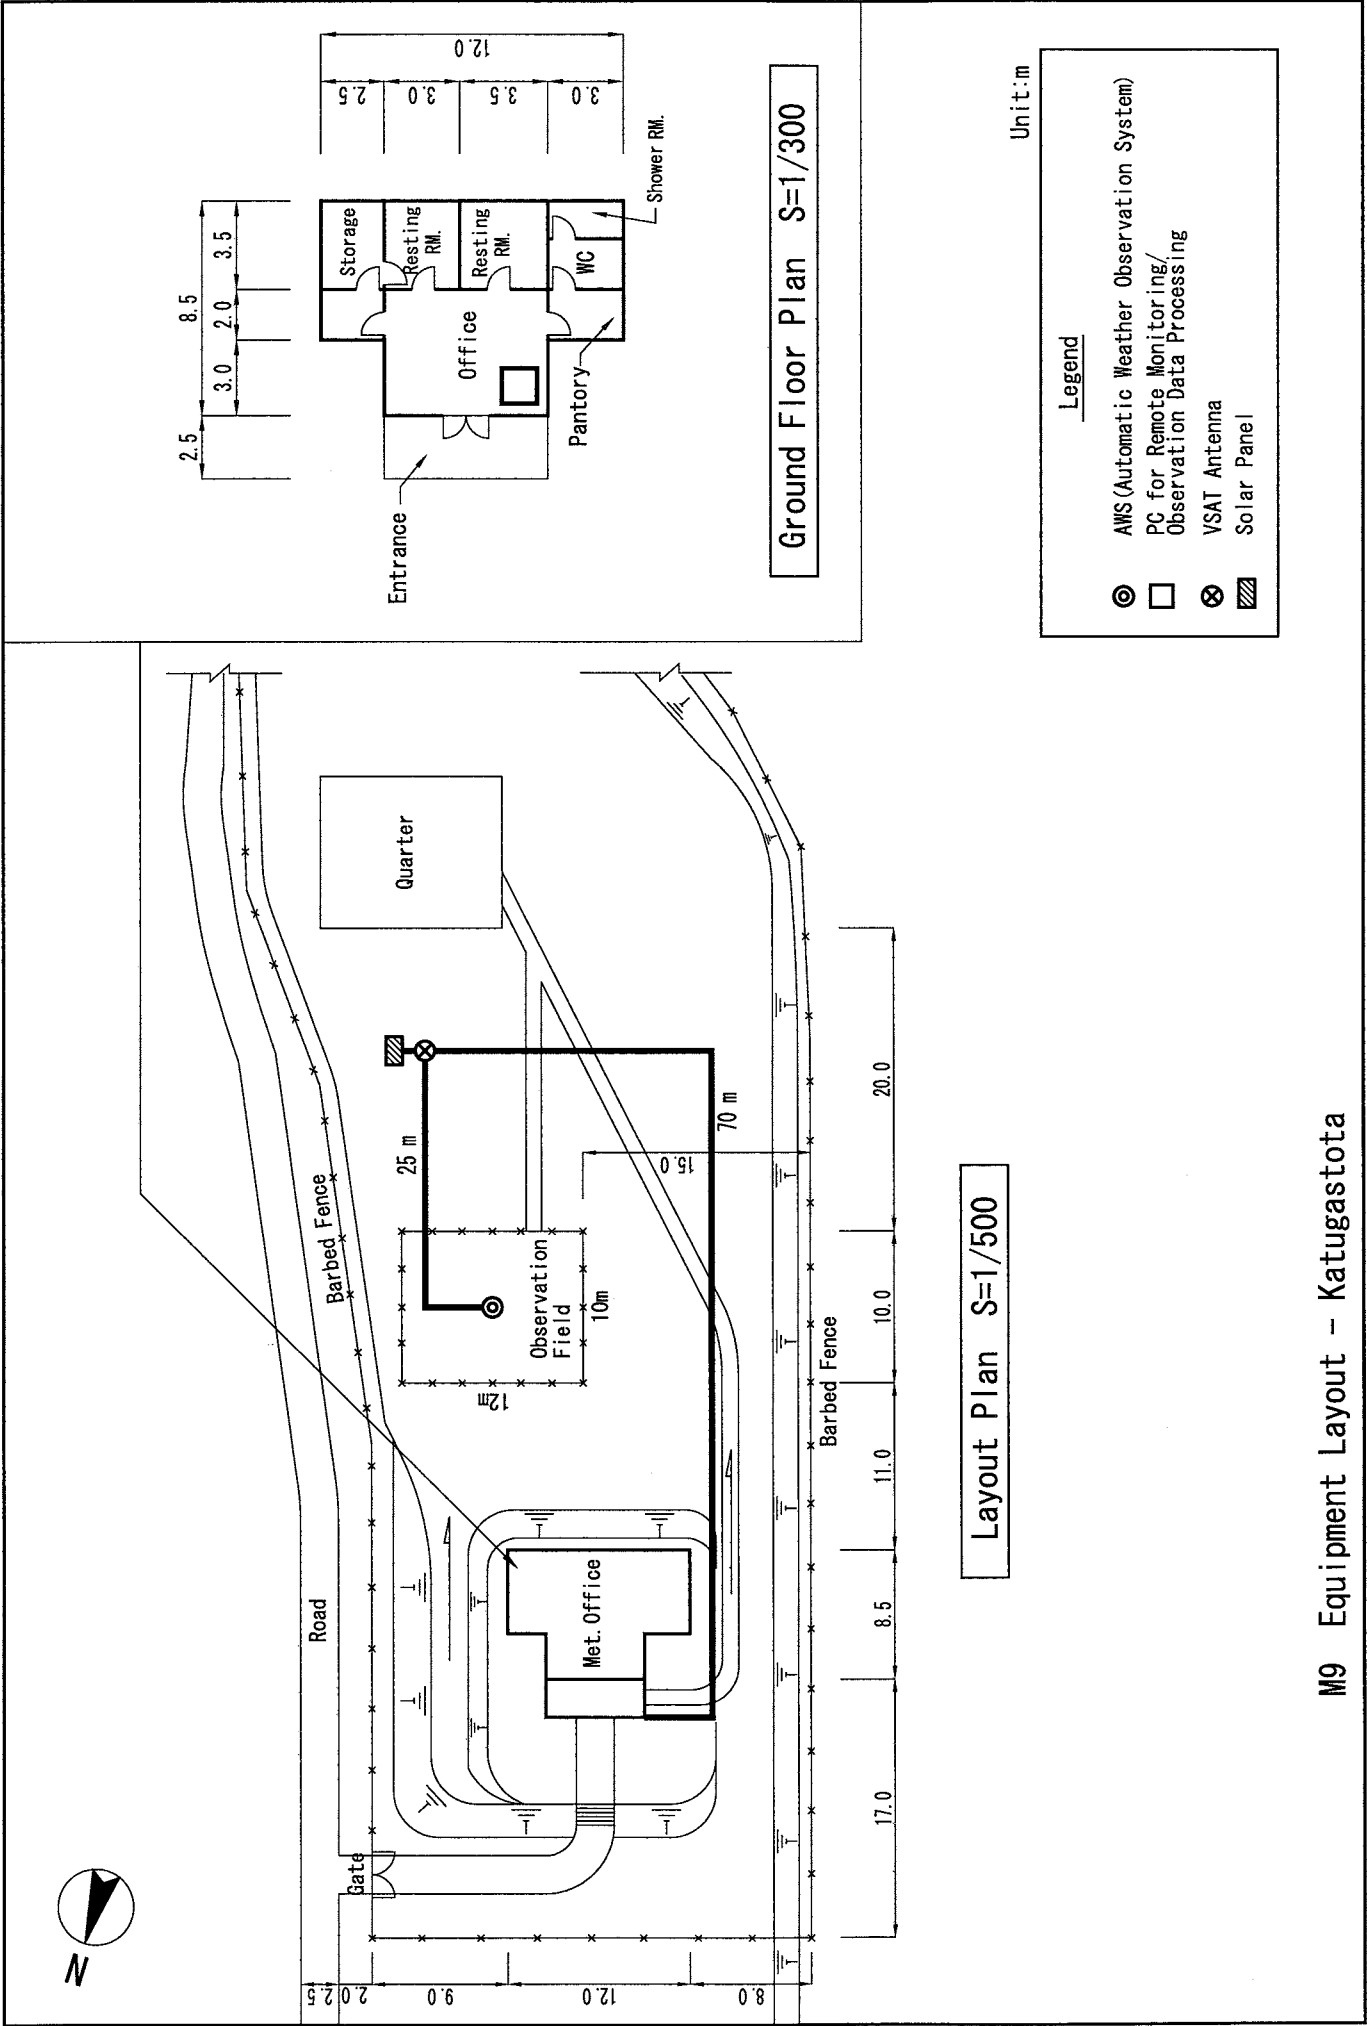 N
Gate
Road
Barbed Fence
2.5
2.0
9.0
12.0
8.0
Met. Office
12m
Observation
Field
10m
25 m
Quarter
70 m
15.0
Barbed Fence
17.0
8.5
11.0
10.0
20.0
Layout Plan S=1/500
2.5
8.5
3.0
2.0
3.5
12.0
2.5
3.0
3.5
3.0
Entrance
Storage
Resting
RM.
Resting
RM.
Office
WC
Pantory
Shower RM.
Ground Floor Plan S=1/300
Unit:m
Legend
AWS(Automatic Weather Observation System)
PC for Remote Monitoring/
Observation Data Processing
VSAT Antenna
Solar Panel
M9 Equipment Layout - Katugastota